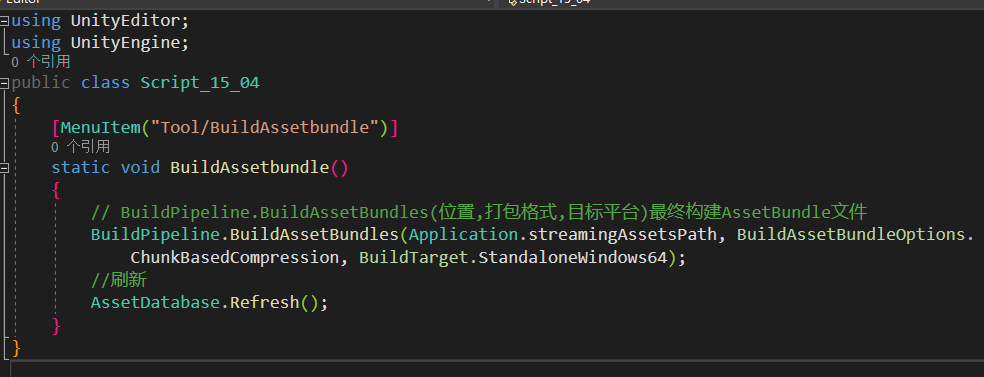 using UnityEditor;
using UnityEngine;
0 个引用
public class Script_15_04
{
[MenuItem("Tool/BuildAssetbundle")]
0 个引用
static void BuildAssetbundle()
{
// BuildPipeline.BuildAssetBundles(位置,打包格式,目标平台)最终构建AssetBundle文件
BuildPipeline.BuildAssetBundles(Application.streamingAssetsPath, BuildAssetBundleOptions.
ChunkBasedCompression, BuildTarget.StandaloneWindows64);
//刷新
AssetDatabase.Refresh();
}
}